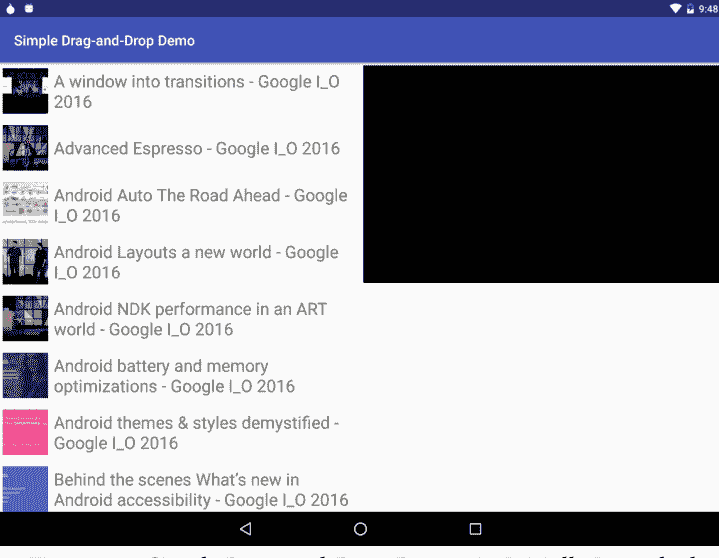 9:48
Simple Drag-and-Drop Demo
A window into transitions - Google I_O
2016
Advanced Espresso - Google I_O 2016
Android Auto The Road Ahead - Google
I_O 2016
Android Layouts a new world - Google
I_O 2016
Android NDK performance in an ART
world - Google I_O 2016
Android battery and memory
optimizations - Google I_O 2016
Android themes & styles demystified -
Google I_O 2016
Behind the scenes What's new in
Android accessibility - Google I_O 2016